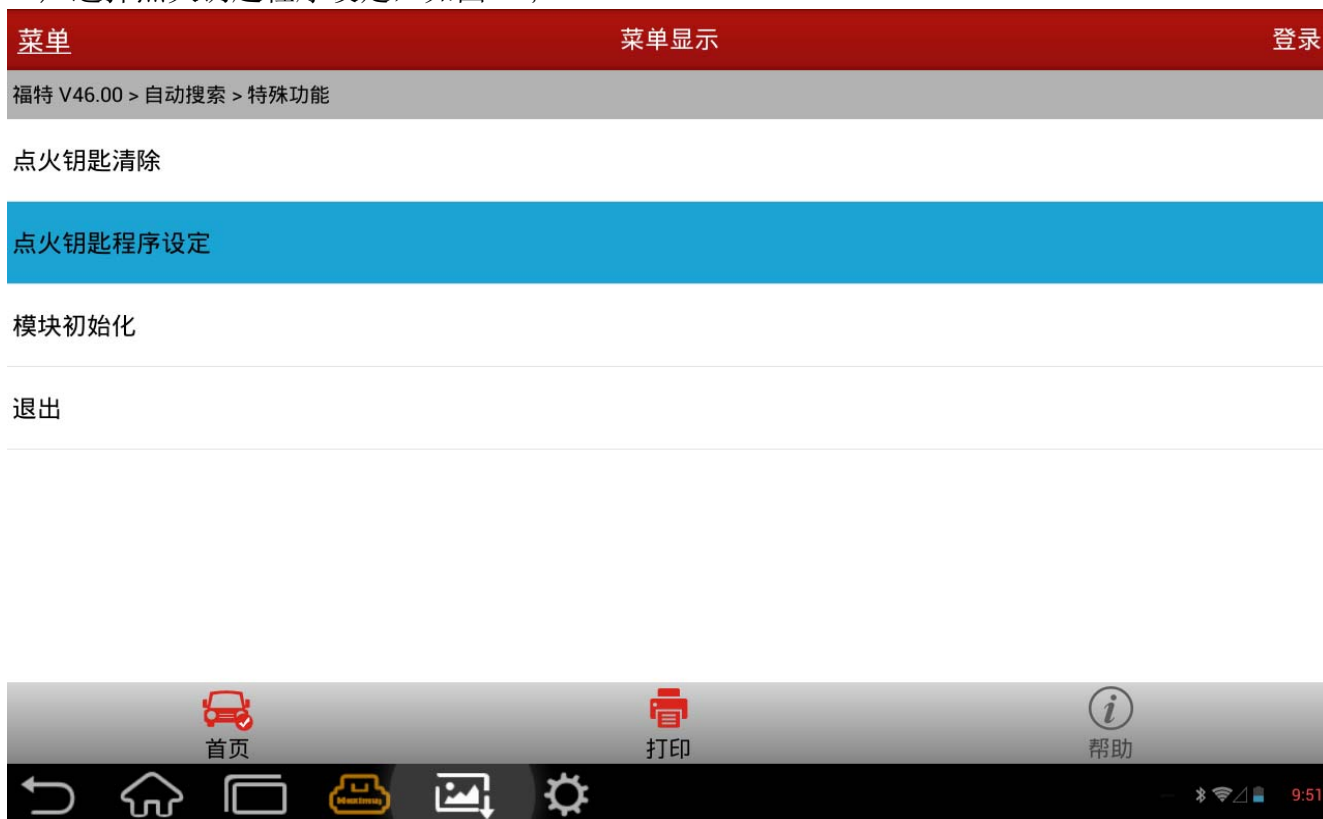 菜单
菜单显示
登录
福特 V46.00 > 自动搜索 > 特殊功能
点火钥匙清除
点火钥匙程序设定
模块初始化
退出
首页
打印
帮助
9:51